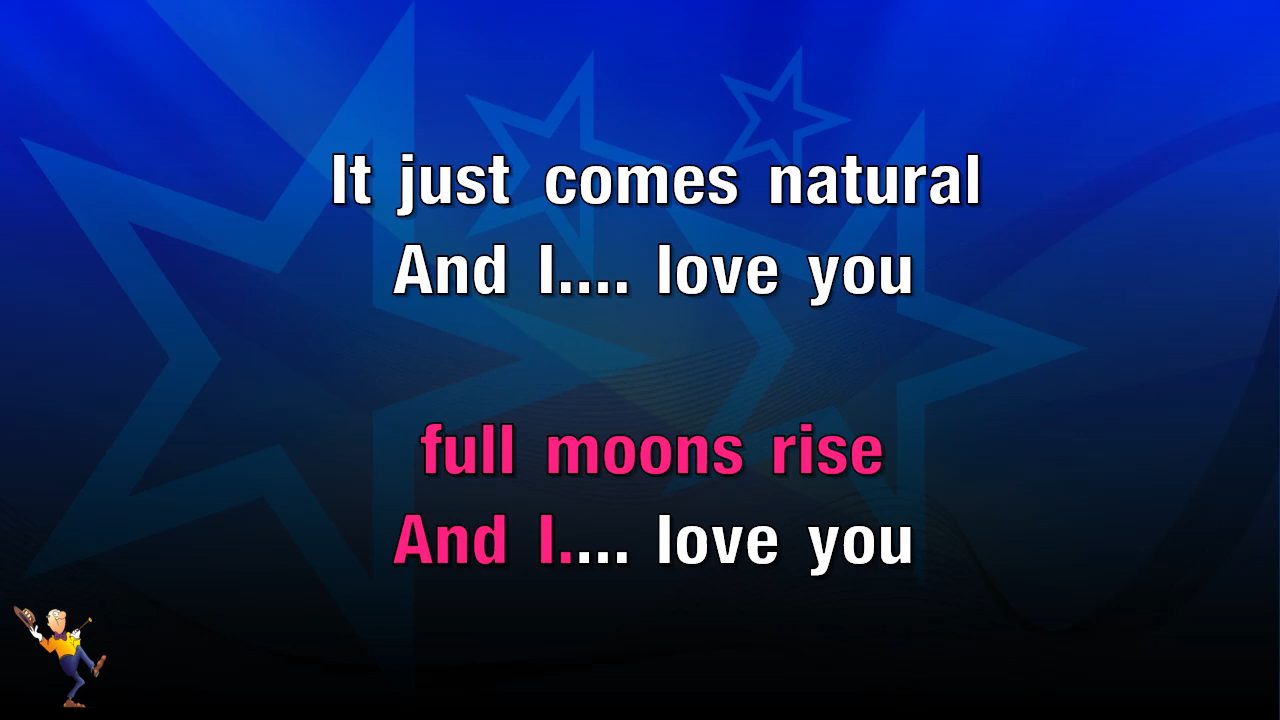 It just comes natural
And I.... love you
full moons rise
And I.... love you